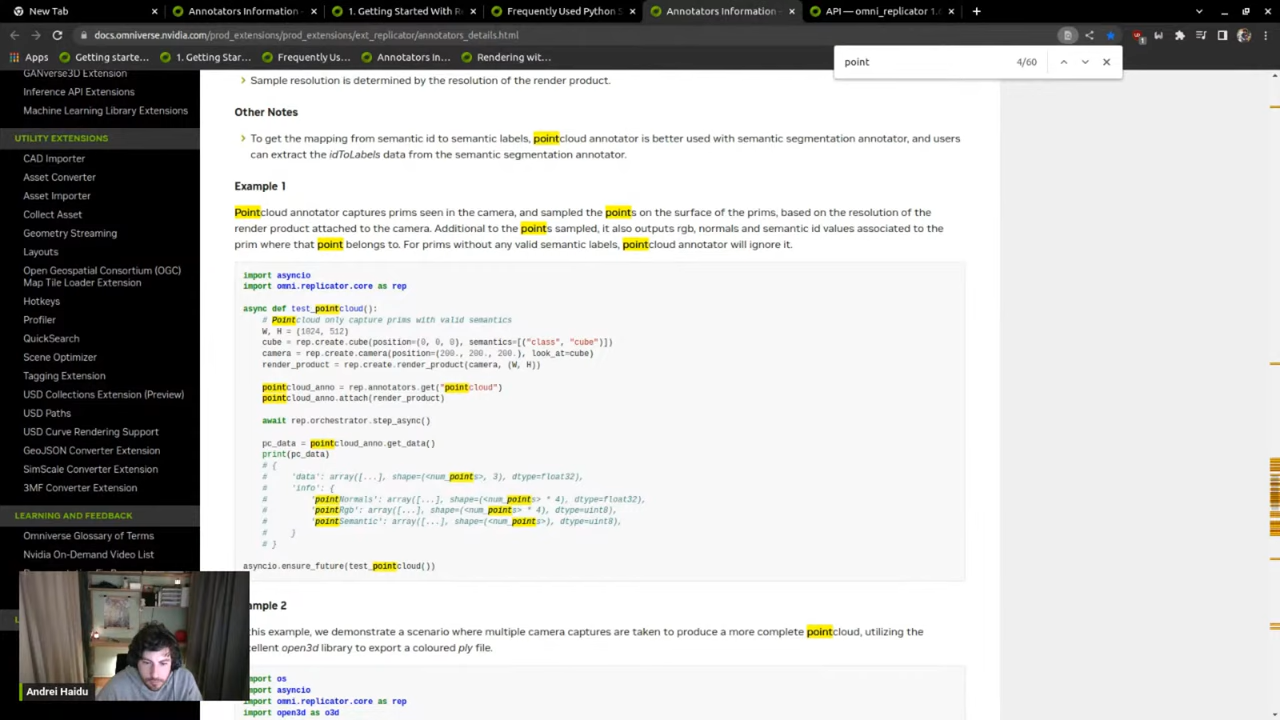 New Tab
Annotators Information
1. Getting Started With R
Frequently Used Python S
Annotators Information
API — omni_replicator 1.
docs.omniverse.nvidia.com/prod_extensions/prod_extensions/ext_replicator/annotators_details.html
Apps
Getting starte...
1. Getting Star...
Frequently Us...
Annotators In...
Rendering wit...
point
4/60
GANverse3D Extension
Inference API Extensions
Machine Learning Library Extensions
UTILITY EXTENSIONS
CAD Importer
Asset Converter
Asset Importer
Collect Asset
Geometry Streaming
Layouts
Open Geospatial Consortium (OGC)
Map Tile Loader Extension
Hotkeys
Profiler
QuickSearch
Scene Optimizer
Tagging Extension
USD Collections Extension (Preview)
USD Paths
USD Curve Rendering Support
GeoJSON Converter Extension
SimScale Converter Extension
3MF Converter Extension
LEARNING AND FEEDBACK
Omniverse Glossary of Terms
Nvidia On-Demand Video List
Andrei Haidu
Sample resolution is determined by the resolution of the render product.
Other Notes
To get the mapping from semantic id to semantic labels, pointcloud annotator is better used with semantic segmentation annotator, and users
can extract the idToLabels data from the semantic segmentation annotator.
Example 1
Pointcloud annotator captures prims seen in the camera, and sampled the points on the surface of the prims, based on the resolution of the
render product attached to the camera. Additional to the points sampled, it also outputs rgb, normals and semantic id values associated to the
prim where that point belongs to. For prims without any valid semantic labels, pointcloud annotator will ignore it.
import asyncio
import omni.replicator.core as rep
async def test_pointcloud():
# Pointcloud only capture prims with valid semantics
W, H = (1024, 512)
cube = rep.create.cube(position=(0, 0, 0), semantics=[("class", "cube")])
camera = rep.create.camera(position=(200., 200., 200.), look_at=cube)
render_product = rep.create.render_product(camera, (W, H))
pointcloud_anno = rep.annotators.get("pointcloud")
pointcloud_anno.attach(render_product)
await rep.orchestrator.step_async()
pc_data = pointcloud_anno.get_data()
print(pc_data)
# {
# 'data': array([...], shape=(<num_points>, 3), dtype=float32),
# 'info': {
# 'pointNormals': array([...], shape=(<num_points> * 4), dtype=float32),
# 'pointRgb': array([...], shape=(<num_points> * 4), dtype=uint8),
# 'pointSemantic': array([...], shape=(<num_points>), dtype=uint8),
# }
# }
asyncio.ensure_future(test_pointcloud())
ample 2
this example, we demonstrate a scenario where multiple camera captures are taken to produce a more complete pointcloud, utilizing the
cellent open3d library to export a coloured ply file.
import os
import asyncio
import omni.replicator.core as rep
import open3d as o3d